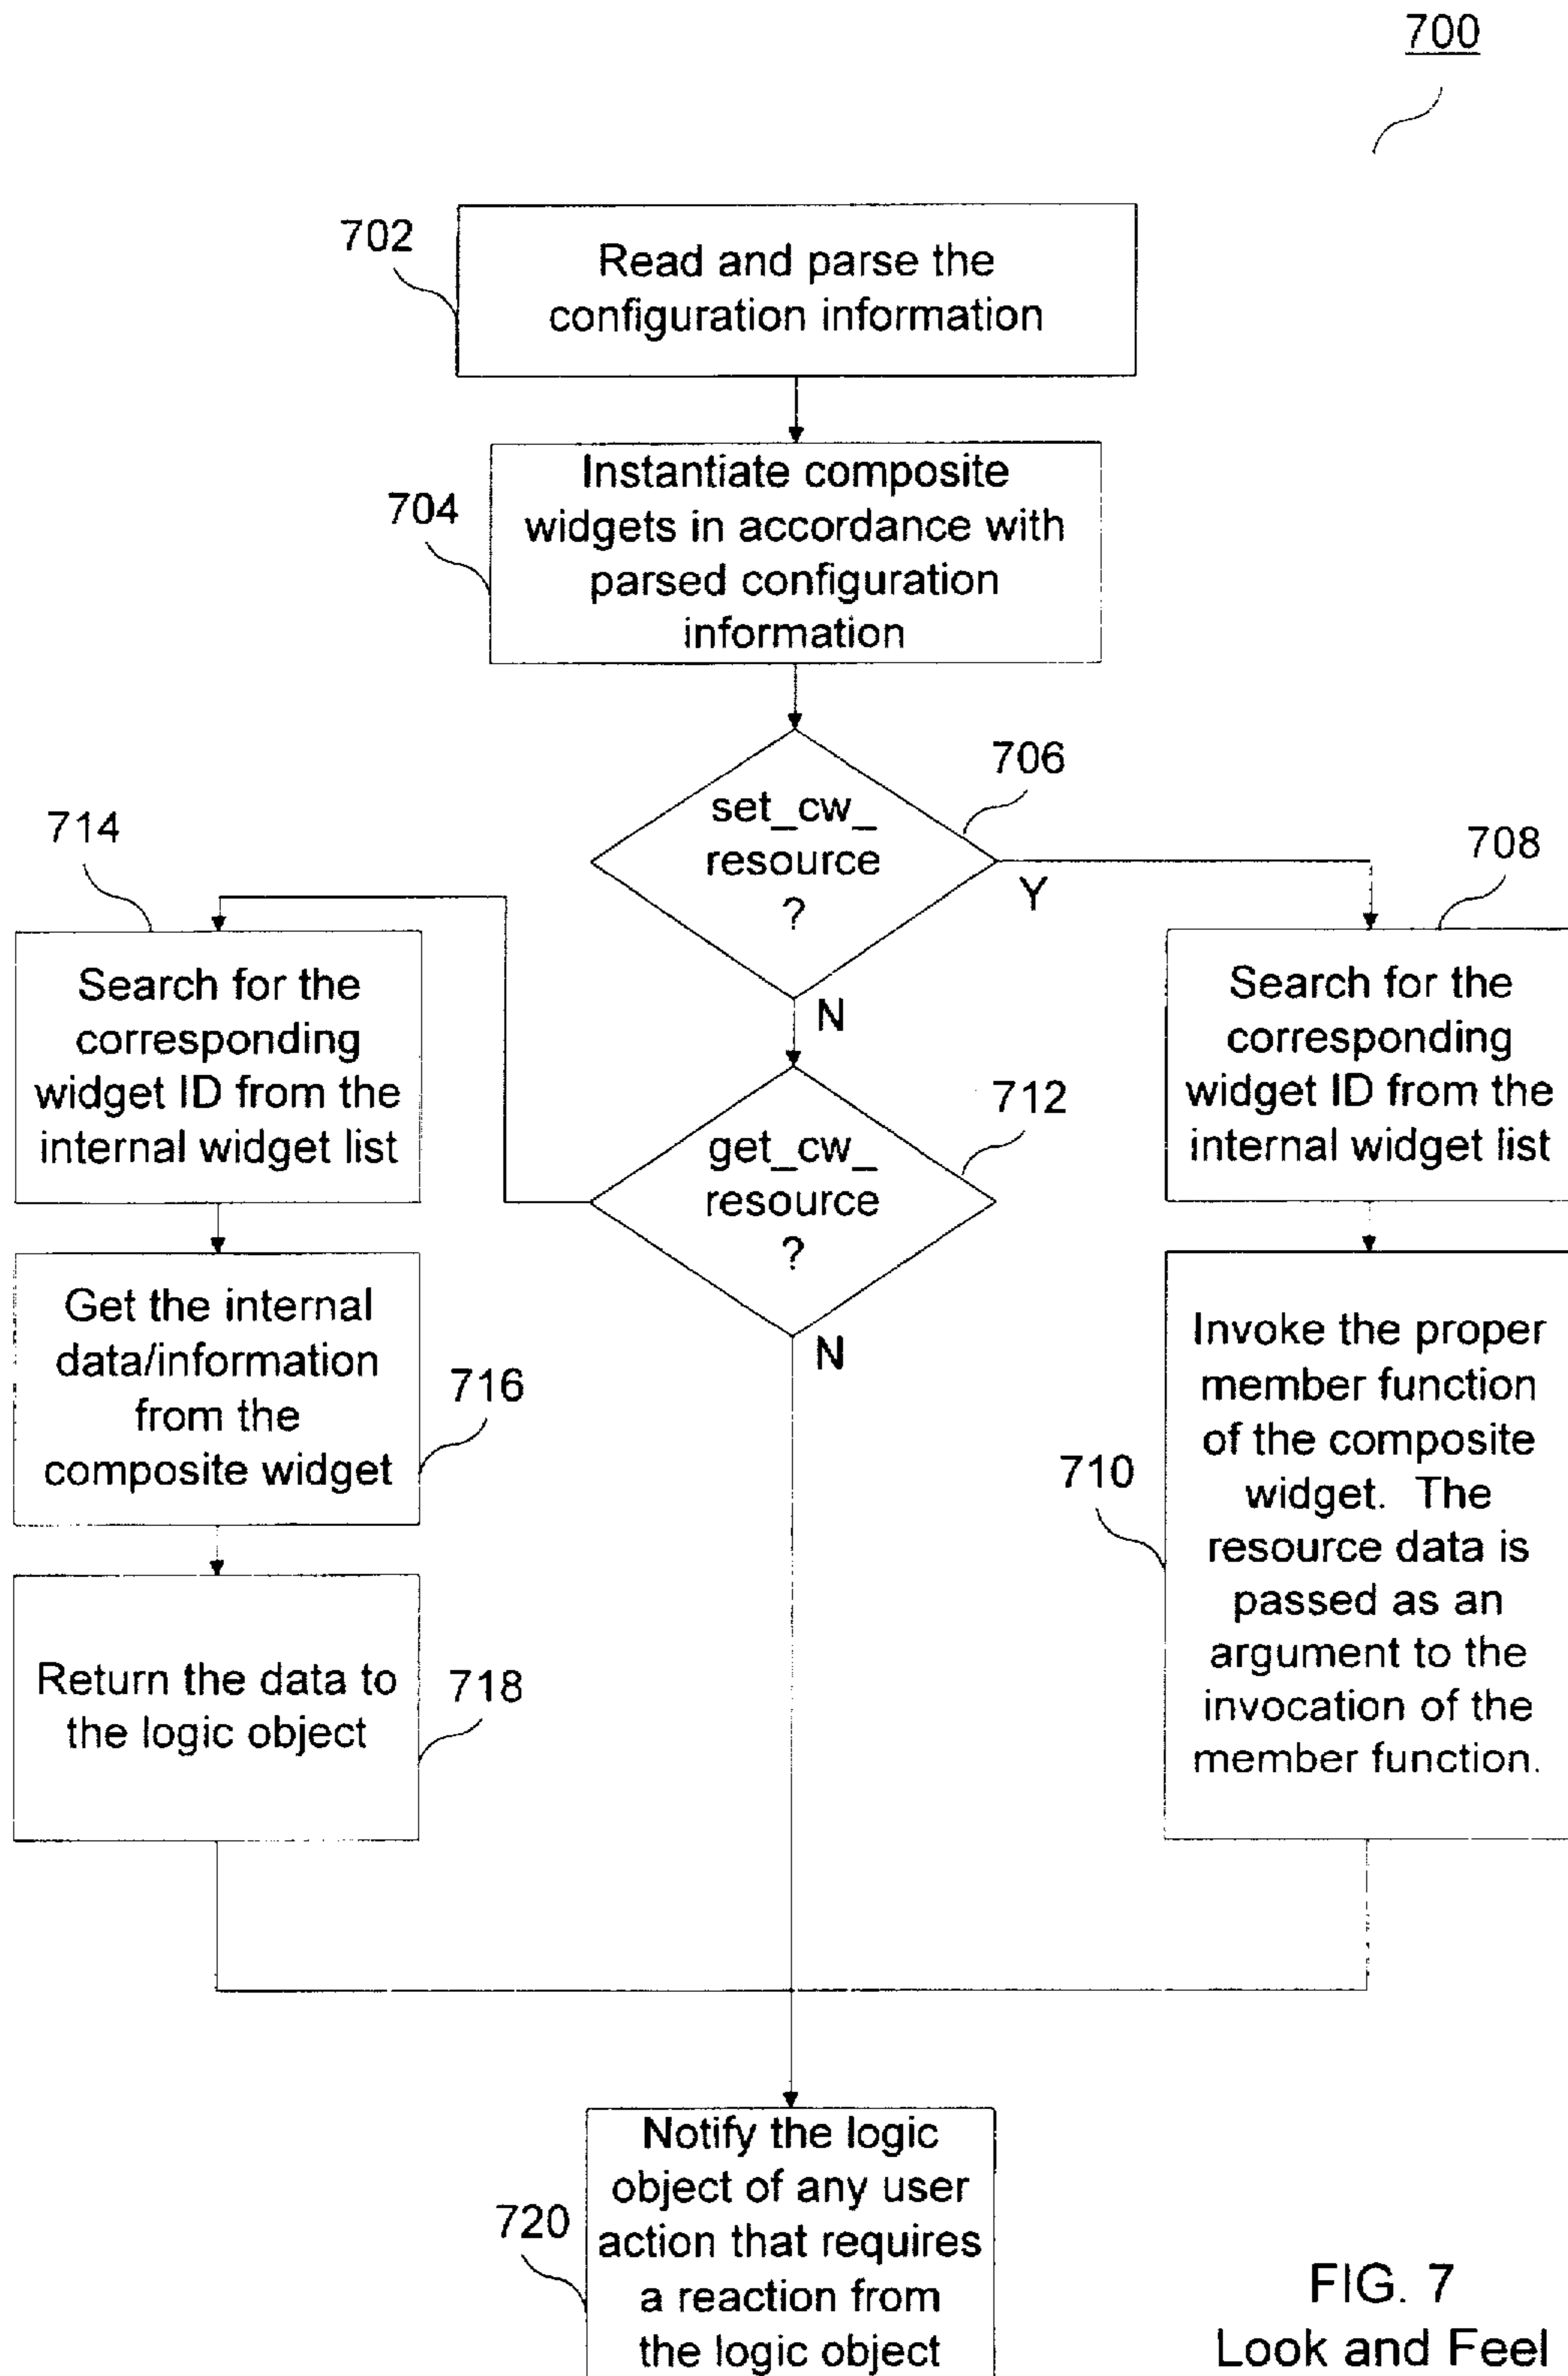 700
702
Read and parse the
configuration information
704
Instantiate composite
widgets in accordance with
parsed configuration
information
706
set_cw_
resource
?
Y
N
714
Search for the
corresponding
widget ID from the
internal widget list
708
Search for the
corresponding
widget ID from the
internal widget list
712
get_cw_
resource
?
N
Get the internal
data/information
from the
composite widget
716
710
Invoke the proper
member function
of the composite
widget. The
resource data is
passed as an
argument to the
invocation of the
member function.
Return the data to
the logic object
718
720
Notify the logic
object of any user
action that requires
a reaction from
the logic object
FIG. 7
Look and Feel